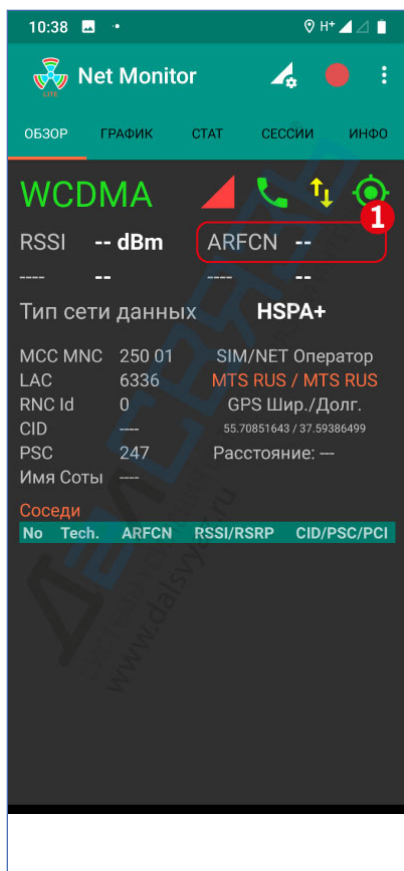 10:38
H+
LITE
Net Monitor
ОБЗОР ГРАФИК СТАТ СЕССИИ ИНФО
WCDMA
1
RSSI -- dBm ARFCN --
---- -- ---- --
Тип сети данных HSPA+
MCC MNC 250 01 SIM/NET Оператор
LAC 6336 MTS RUS / MTS RUS
RNC Id 0 GPS Шир./Долг.
CID ---- 55.70851643 / 37.59386499
PSC 247 Расстояние: ---
Имя Соты ----
Соседи
No Tech. ARFCN RSSI/RSRP CID/PSC/PCI
ДАЛСВЯЗЬ
www.dalsvyaz.ru